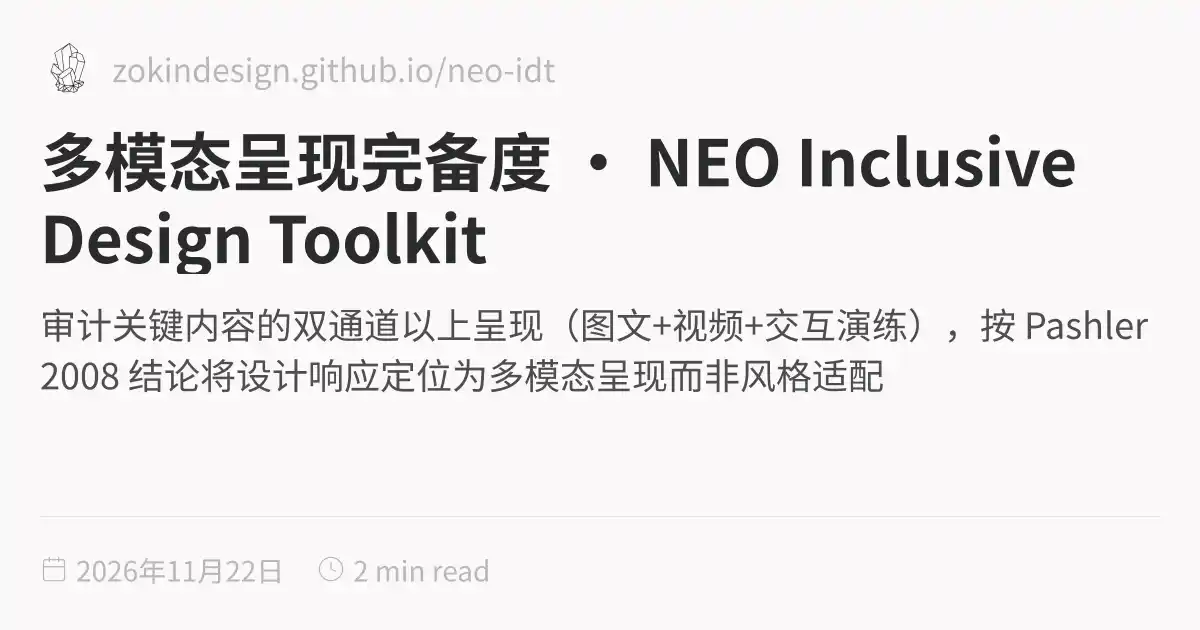 zokindesign.github.io/neo-idt
多模态呈现完备度 · NEO Inclusive
Design Toolkit
审计关键内容的双通道以上呈现（图文+视频+交互演练），按 Pashler
2008 结论将设计响应定位为多模态呈现而非风格适配
2026年11月22日
2 min read